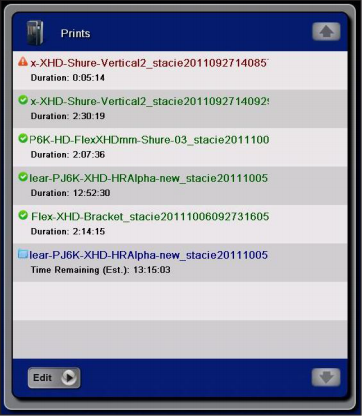 Prints
x-XHD-Shure-Vertical2_stacie2011092714085
Duration: 0:05:14
x-XHD-Shure-Vertical2_stacie20110927140929
Duration: 2:30:19
P6K-HD-FlexXHDmm-Shure-03_stacie2011100
Duration: 2:07:36
lear-PJ6K-XHD-HRAlpha-new_stacie20111005
Duration: 12:52:30
Flex-XHD-Bracket_stacie20111006092731605
Duration: 2:14:15
lear-PJ6K-XHD-HRAlpha-new_stacie20111005
Time Remaining (Est.): 13:15:03
Edit